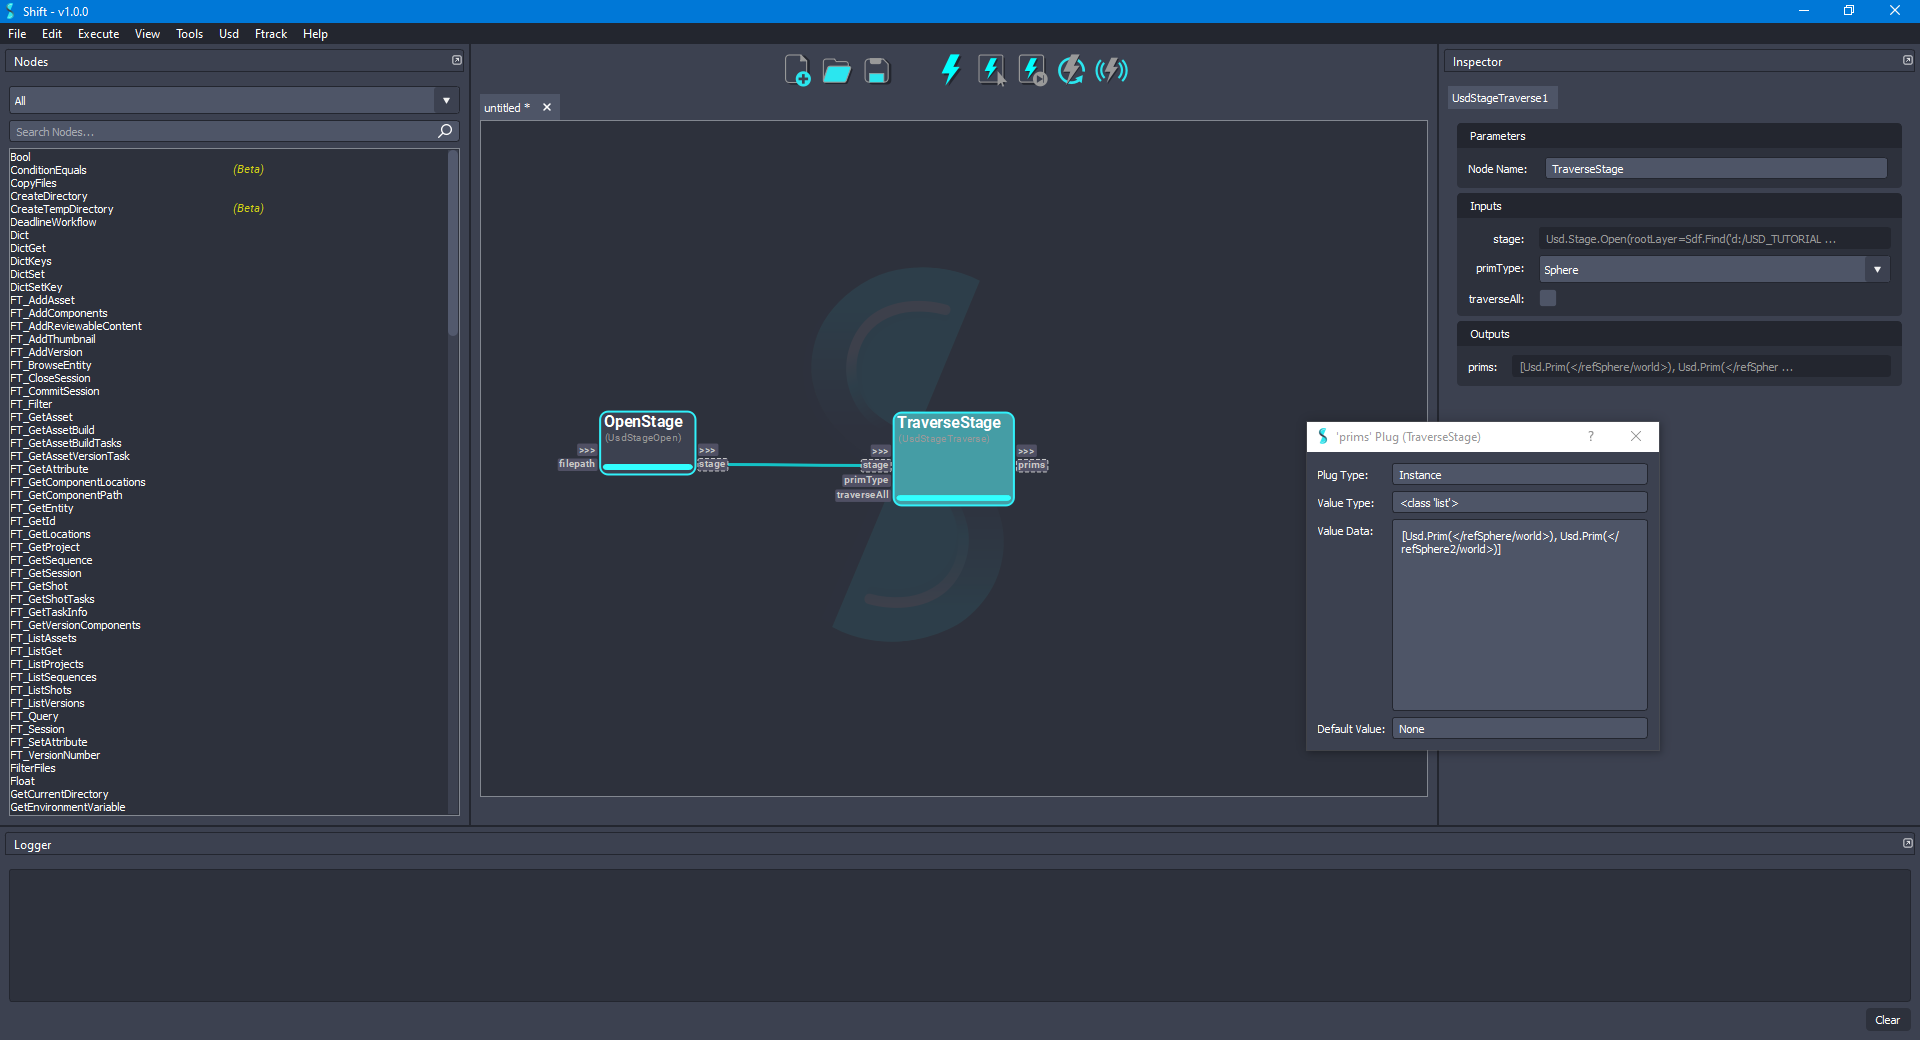 Shift - v1.0.0
File Edit Execute View Tools Usd Ftrack Help
Nodes
All
Search Nodes...
Bool
ConditionEquals (Beta)
CopyFiles
CreateDirectory
CreateTempDirectory (Beta)
DeadlineWorkflow
Dict
DictGet
DictKeys
DictSet
DictSetKey
FT_AddAsset
FT_AddComponents
FT_AddReviewableContent
FT_AddThumbnail
FT_AddVersion
FT_BrowseEntity
FT_CloseSession
FT_CommitSession
FT_Filter
FT_GetAsset
FT_GetAssetBuild
FT_GetAssetBuildTasks
FT_GetAssetVersionTask
FT_GetAttribute
FT_GetComponentLocations
FT_GetComponentPath
FT_GetEntity
FT_GetId
FT_GetLocations
FT_GetProject
FT_GetSequence
FT_GetSession
FT_GetShot
FT_GetShotTasks
FT_GetTaskInfo
FT_GetVersionComponents
FT_ListAssets
FT_ListGet
FT_ListProjects
FT_ListSequences
FT_ListShots
FT_ListVersions
FT_Query
FT_Session
FT_SetAttribute
FT_VersionNumber
FilterFiles
Float
GetCurrentDirectory
GetEnvironmentVariable
untitled *
OpenStage
(UsdStageOpen)
>>> >>>
filepath stage
TraverseStage
(UsdStageTraverse)
>>> >>>
stage prims
primType
traverseAll
Inspector
UsdStageTraverse1
Parameters
Node Name: TraverseStage
Inputs
stage: Usd.Stage.Open(rootLayer=Sdf.Find('d:/USD_TUTORIAL ...
primType: Sphere
traverseAll:
Outputs
prims: [Usd.Prim(</refSphere/world>), Usd.Prim(</refSpher ...
'prims' Plug (TraverseStage) ?
Plug Type: Instance
Value Type: <class 'list'>
Value Data: [Usd.Prim(</refSphere/world>), Usd.Prim(</
refSphere2/world>)]
Default Value: None
Logger
Clear